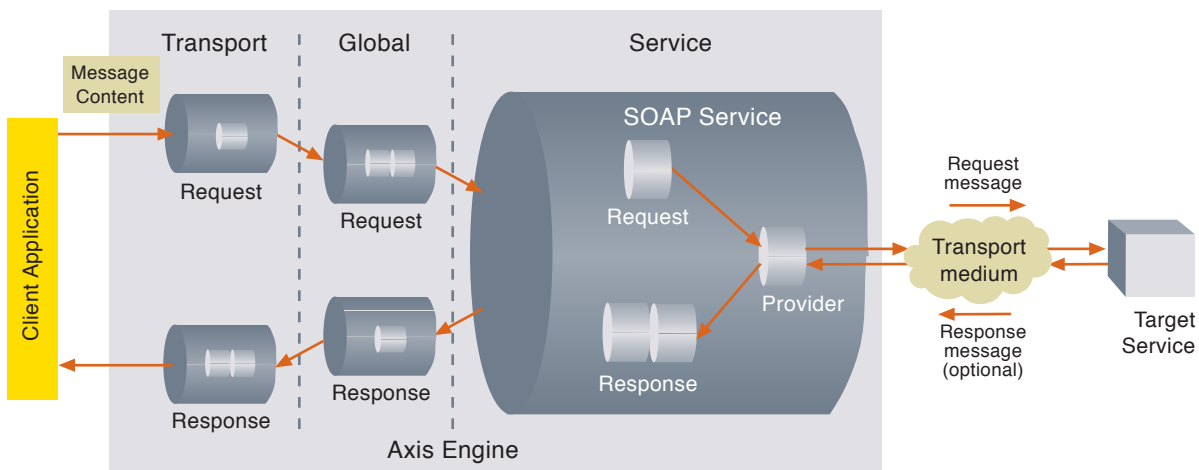 Transport
Global
Service
Message
Content
Client Application
Request
Request
SOAP Service
Request
Provider
Response
Response
Response
Axis Engine
Request
message
Transport
medium
Response
message
(optional)
Target
Service